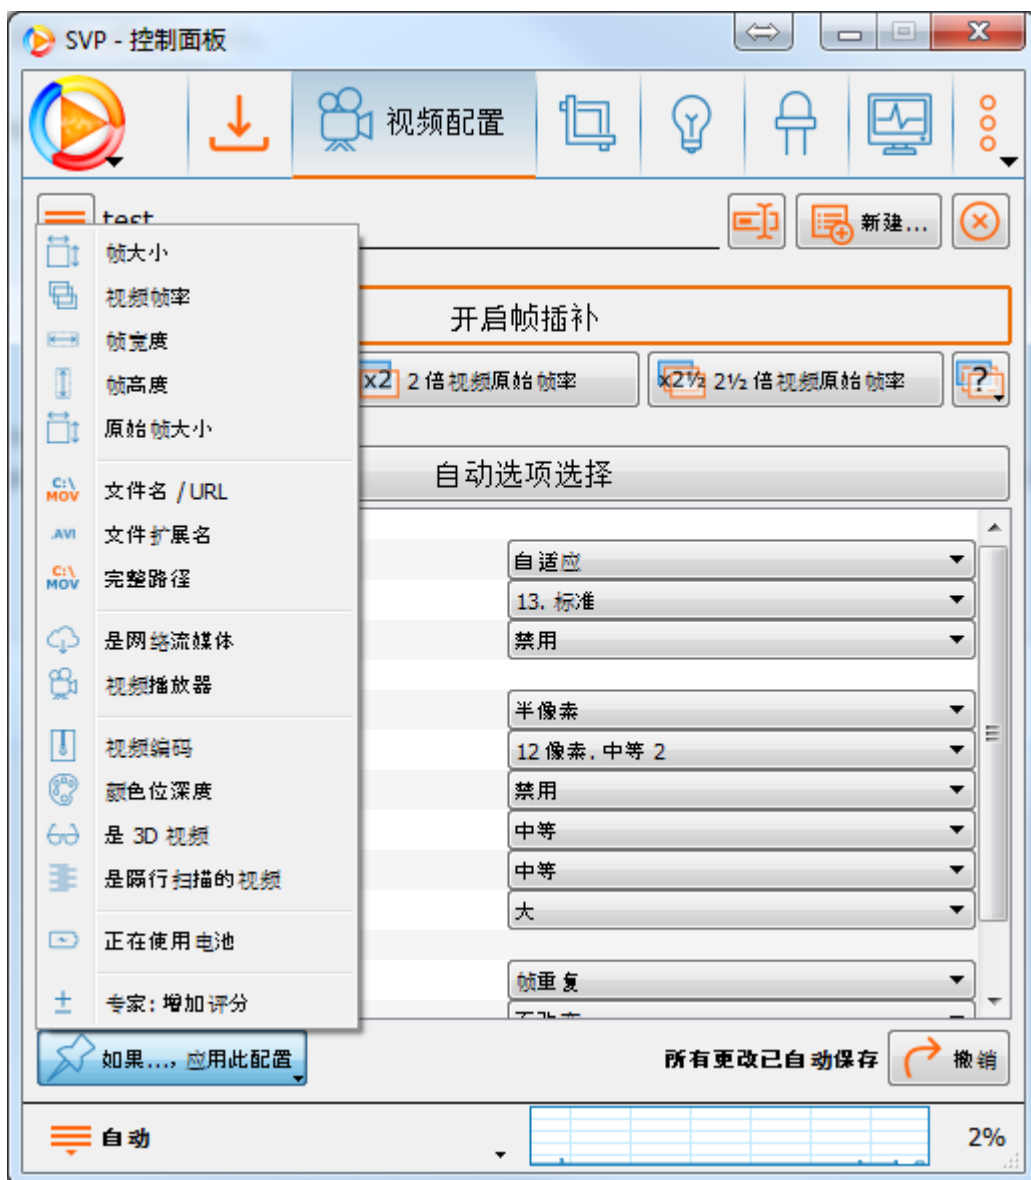 SVP - 控制面板
视频配置
test
新建...
开启帧插补
x2 2 倍视频原始帧率
x2½ 2½ 倍视频原始帧率
?
自动选项选择
帧大小
视频帧率
帧宽度
帧高度
原始帧大小
C:\ MOV 文件名 / URL
.AVI 文件扩展名
C:\ MOV 完整路径
是网络流媒体
视频播放器
视频编码
颜色位深度
是 3D 视频
是隔行扫描的视频
正在使用电池
专家: 增加评分
自适应
13. 标准
禁用
半像素
12 像素. 中等 2
禁用
中等
中等
大
帧重复
如果..., 应用此配置
所有更改已自动保存
撤销
自动
2%